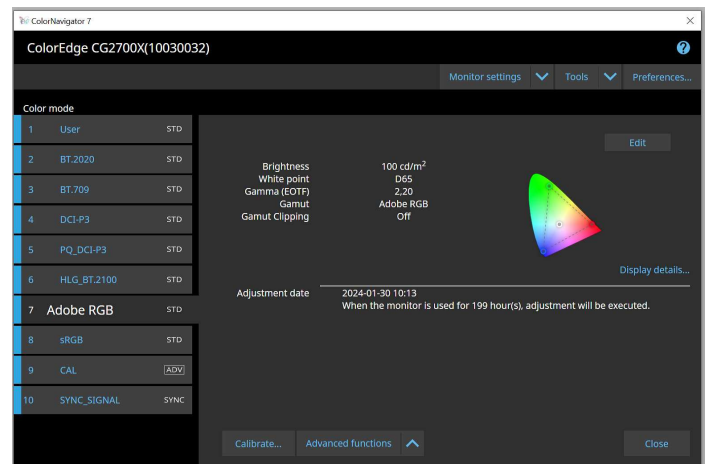 ColorNavigator 7
ColorEdge CG2700X(10030032)
Monitor settings Tools Preferences...
Color mode
1 User STD
2 BT.2020 STD
3 BT.709 STD
4 DCI-P3 STD
5 PQ_DCI-P3 STD
6 HLG_BT.2100 STD
7 Adobe RGB STD
8 sRGB STD
9 CAL ADV
10 SYNC_SIGNAL SYNC
Edit
Brightness 100 cd/m²
White point D65
Gamma (EOTF) 2,20
Gamut Adobe RGB
Gamut Clipping Off
Display details...
Adjustment date 2024-01-30 10:13
When the monitor is used for 199 hour(s), adjustment will be executed.
Calibrate... Advanced functions Close